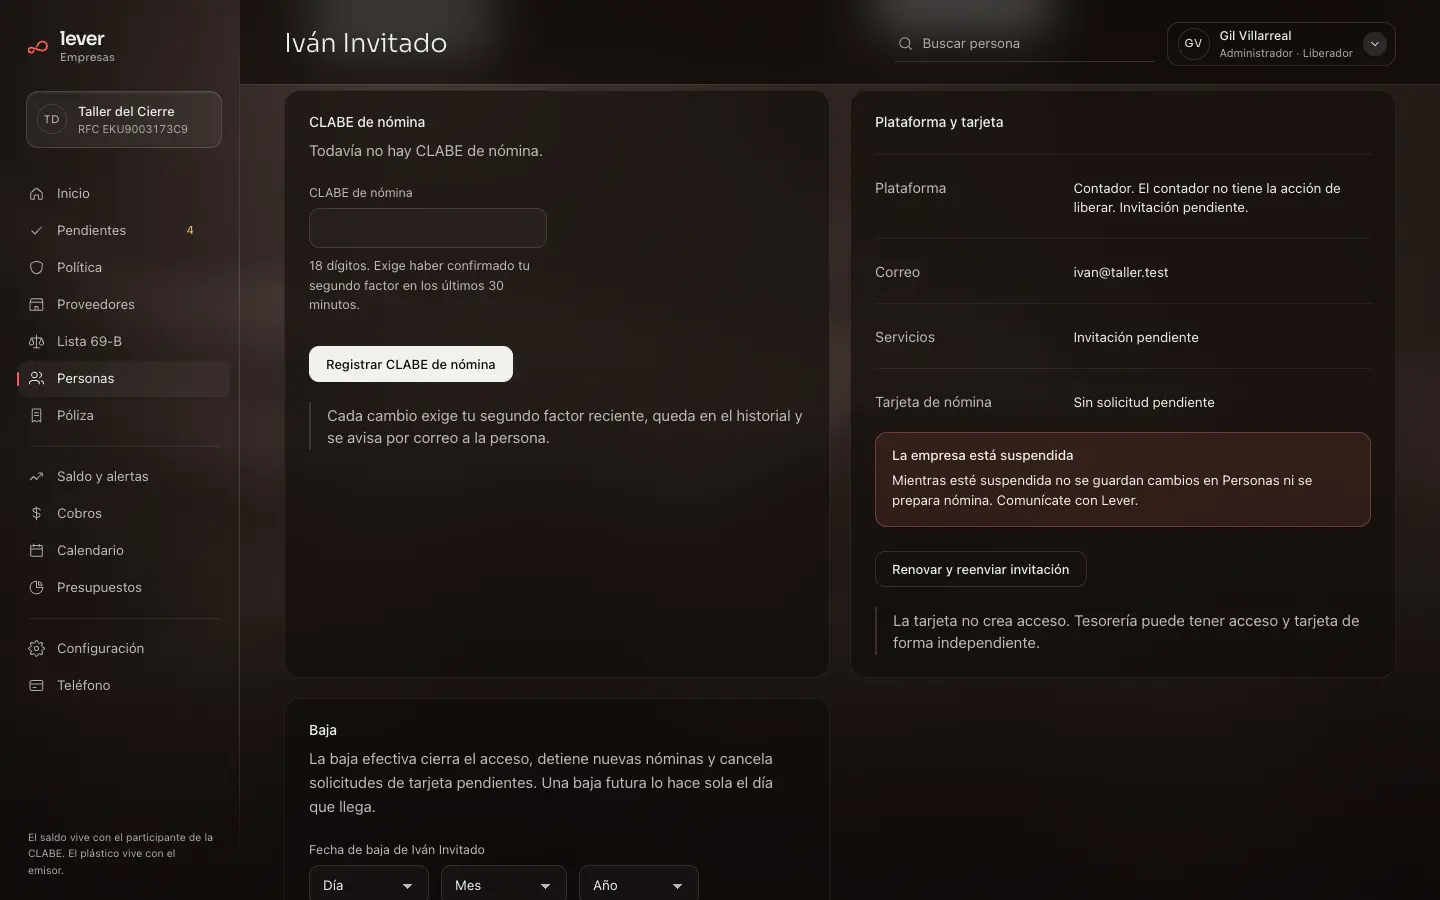 lever
Empresas
TD
Taller del Cierre
RFC EKU9003173C9
Inicio
Pendientes 4
Política
Proveedores
Lista 69-B
Personas
Póliza
Saldo y alertas
Cobros
Calendario
Presupuestos
Configuración
Teléfono
El saldo vive con el participante de la
CLABE. El plástico vive con el
emisor.
Iván Invitado
Buscar persona
GV
Gil Villarreal
Administrador · Liberador
CLABE de nómina
Todavía no hay CLABE de nómina.
CLABE de nómina
18 dígitos. Exige haber confirmado tu
segundo factor en los últimos 30
minutos.
Registrar CLABE de nómina
Cada cambio exige tu segundo factor reciente, queda en el historial y
se avisa por correo a la persona.
Plataforma y tarjeta
Plataforma
Contador. El contador no tiene la acción de
liberar. Invitación pendiente.
Correo
ivan@taller.test
Servicios
Invitación pendiente
Tarjeta de nómina
Sin solicitud pendiente
La empresa está suspendida
Mientras esté suspendida no se guardan cambios en Personas ni se
prepara nómina. Comunícate con Lever.
Renovar y reenviar invitación
La tarjeta no crea acceso. Tesorería puede tener acceso y tarjeta de
forma independiente.
Baja
La baja efectiva cierra el acceso, detiene nuevas nóminas y cancela
solicitudes de tarjeta pendientes. Una baja futura lo hace sola el día
que llega.
Fecha de baja de Iván Invitado
Día
Mes
Año